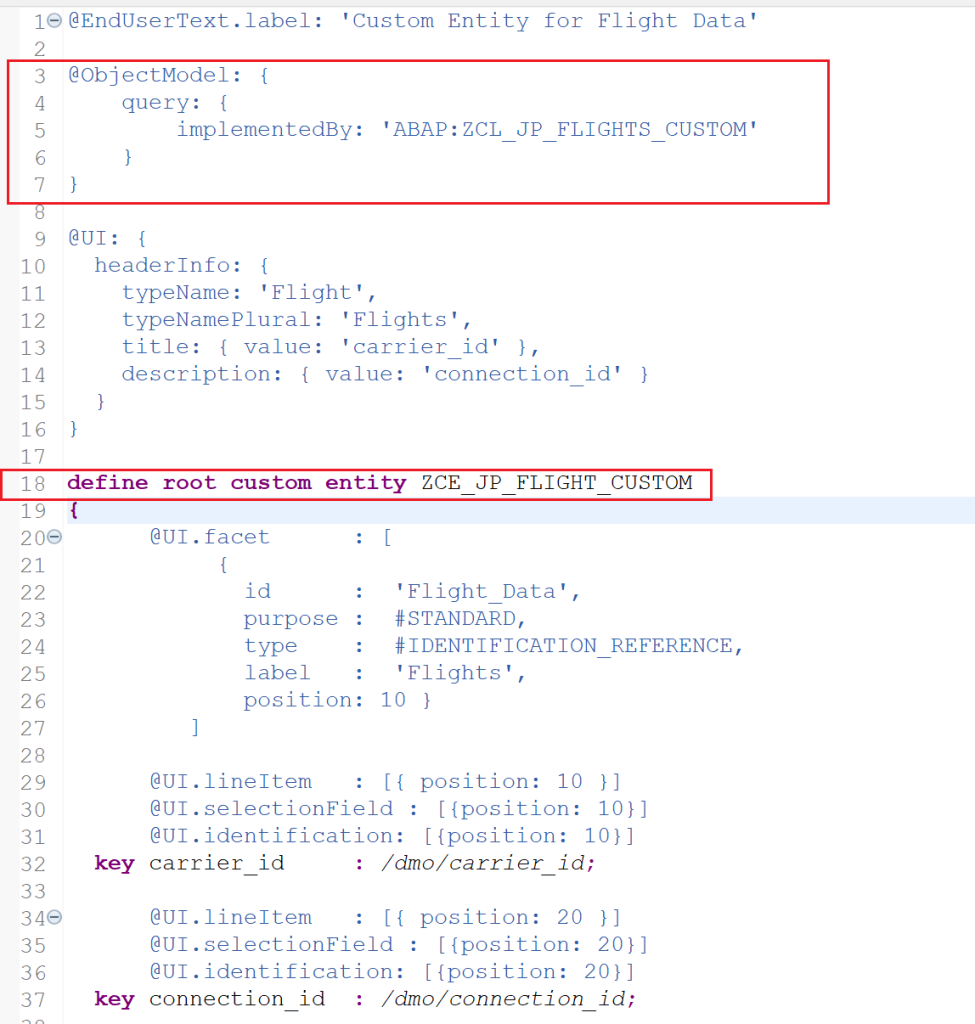 1 @EndUserText.label: 'Custom Entity for Flight Data'
2
3 @ObjectModel: {
4     query: {
5         implementedBy: 'ABAP:ZCL_JP_FLIGHTS_CUSTOM'
6     }
7 }
8
9 @UI: {
10   headerInfo: {
11     typeName: 'Flight',
12     typeNamePlural: 'Flights',
13     title: { value: 'carrier_id' },
14     description: { value: 'connection_id' }
15   }
16 }
17
18 define root custom entity ZCE_JP_FLIGHT_CUSTOM
19 {
20       @UI.facet      : [
21            {
22              id      :  'Flight_Data',
23              purpose :  #STANDARD,
24              type    :  #IDENTIFICATION_REFERENCE,
25              label   :  'Flights',
26              position: 10 }
27          ]
28
29       @UI.lineItem   : [{ position: 10 }]
30       @UI.selectionField : [{position: 10}]
31       @UI.identification: [{position: 10}]
32   key carrier_id     : /dmo/carrier_id;
33
34       @UI.lineItem   : [{ position: 20 }]
35       @UI.selectionField : [{position: 20}]
36       @UI.identification: [{position: 20}]
37   key connection_id  : /dmo/connection_id;